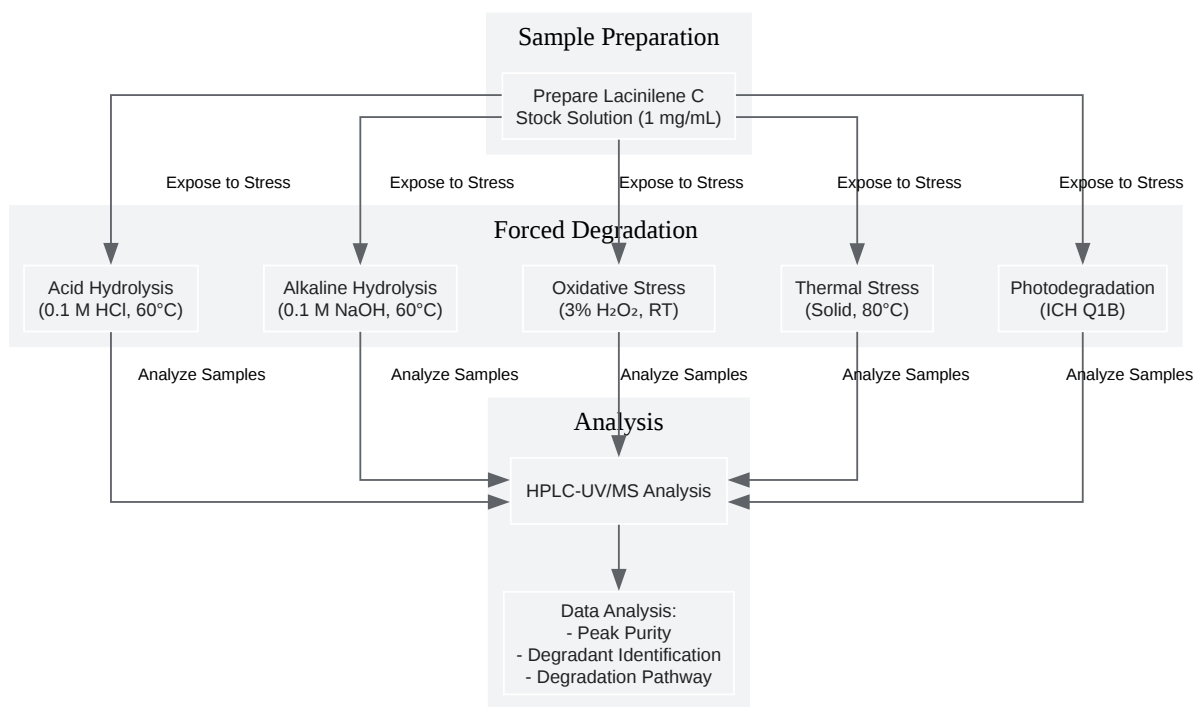 Sample Preparation
Prepare Lacinilene C
Stock Solution (1 mg/mL)
Expose to Stress
Expose to Stress
Expose to Stress
Expose to Stress
Expose to Stress
Forced Degradation
Acid Hydrolysis
(0.1 M HCl, 60°C)
Alkaline Hydrolysis
(0.1 M NaOH, 60°C)
Oxidative Stress
(3% H₂O₂, RT)
Thermal Stress
(Solid, 80°C)
Photodegradation
(ICH Q1B)
Analyze Samples
Analyze Samples
Analyze Samples
Analyze Samples
Analyze Samples
Analysis
HPLC-UV/MS Analysis
Data Analysis:
- Peak Purity
- Degradant Identification
- Degradation Pathway